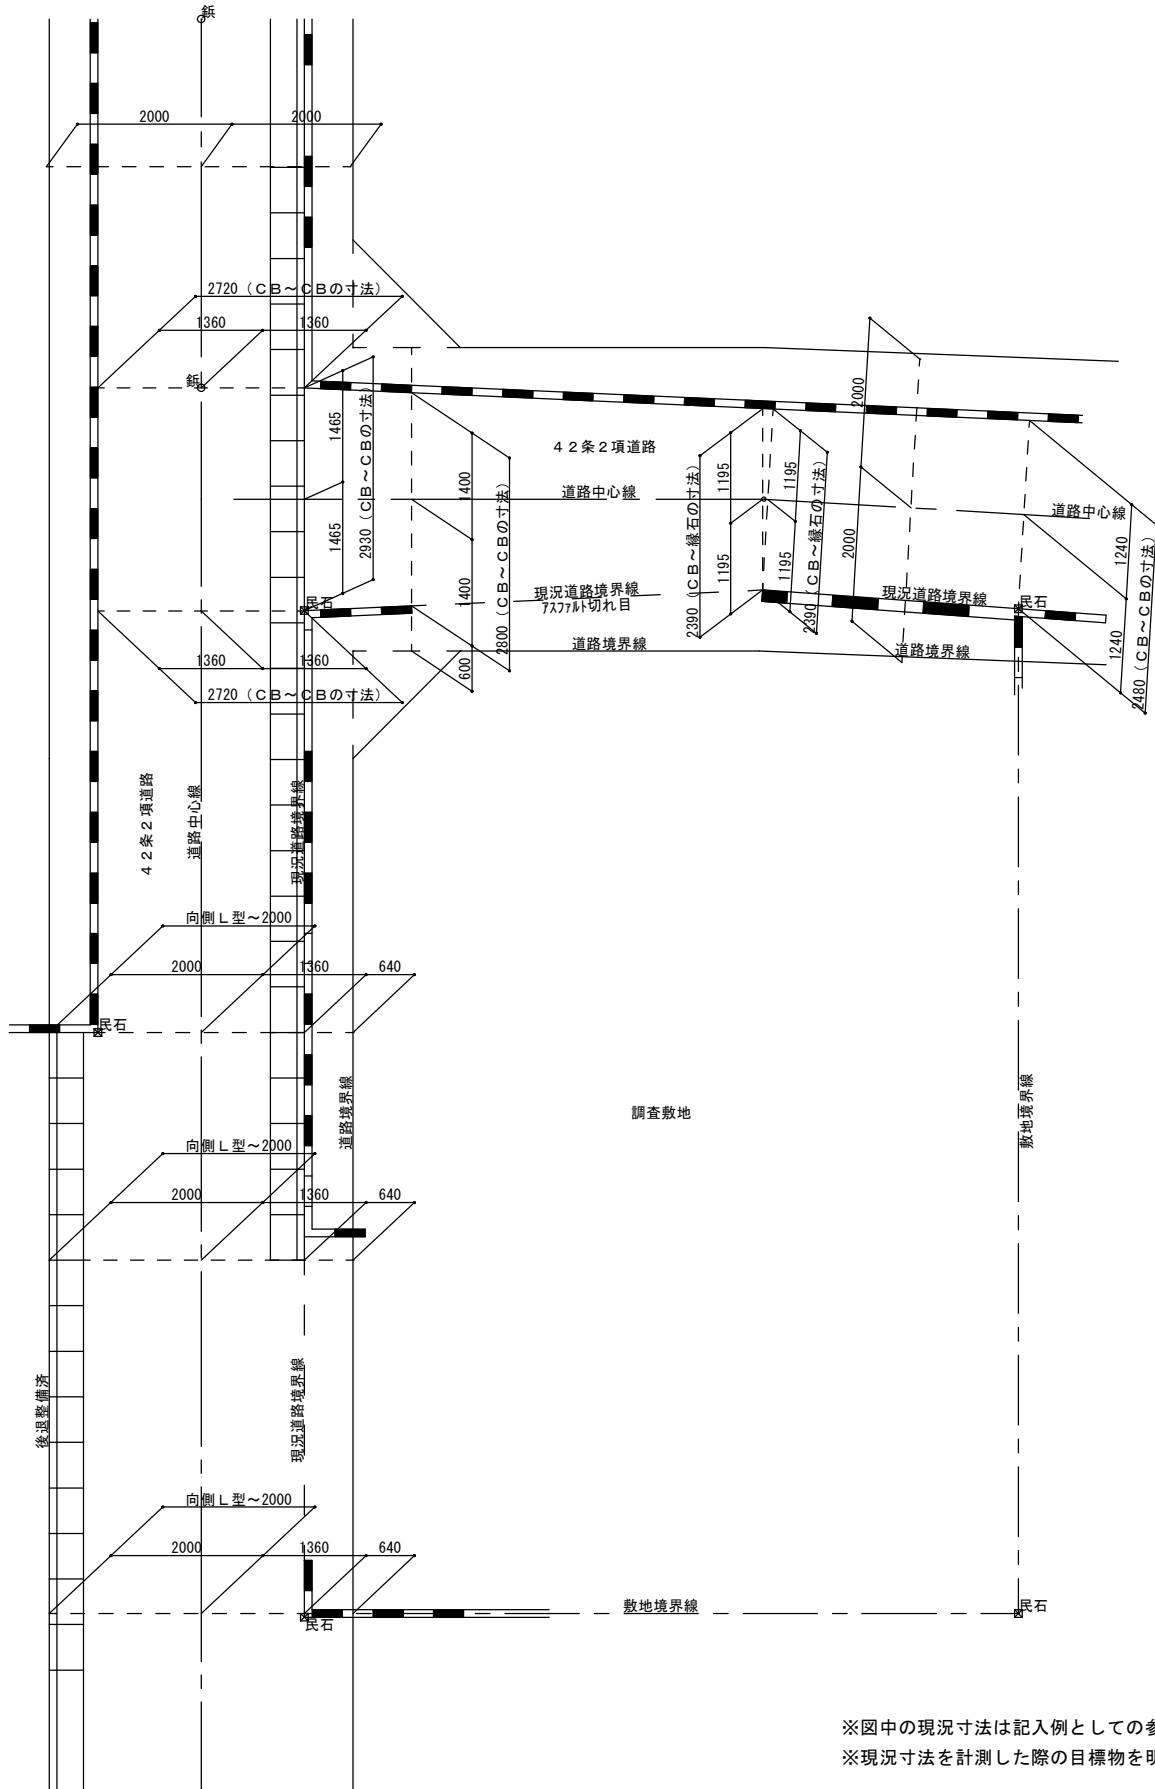 鋲
2000
2000
2720（ＣＢ～ＣＢの寸法）
1360
1360
鋲
1465
1465
2930（ＣＢ～ＣＢの寸法）
1400
1400
600
2800（ＣＢ～ＣＢの寸法）
４２条２項道路
道路中心線
2390（ＣＢ～縁石の寸法）
1195
1195
1195
1195
2390（ＣＢ～縁石の寸法）
2000
2000
道路中心線
1240
1240
2480（ＣＢ～ＣＢの寸法）
民石
現況道路境界線
ｱｽﾌｧﾙﾄ切れ目
現況道路境界線
民石
道路境界線
道路境界線
1360
1360
2720（ＣＢ～ＣＢの寸法）
４２条２項道路
道路中心線
現況道路境界線
向側Ｌ型～2000
2000
1360
640
民石
道路境界線
調査敷地
敷地境界線
向側Ｌ型～2000
2000
1360
640
後退整備済
現況道路境界線
向側Ｌ型～2000
2000
1360
640
民石
敷地境界線
民石
※図中の現況寸法は記入例としての参
※現況寸法を計測した際の目標物を明